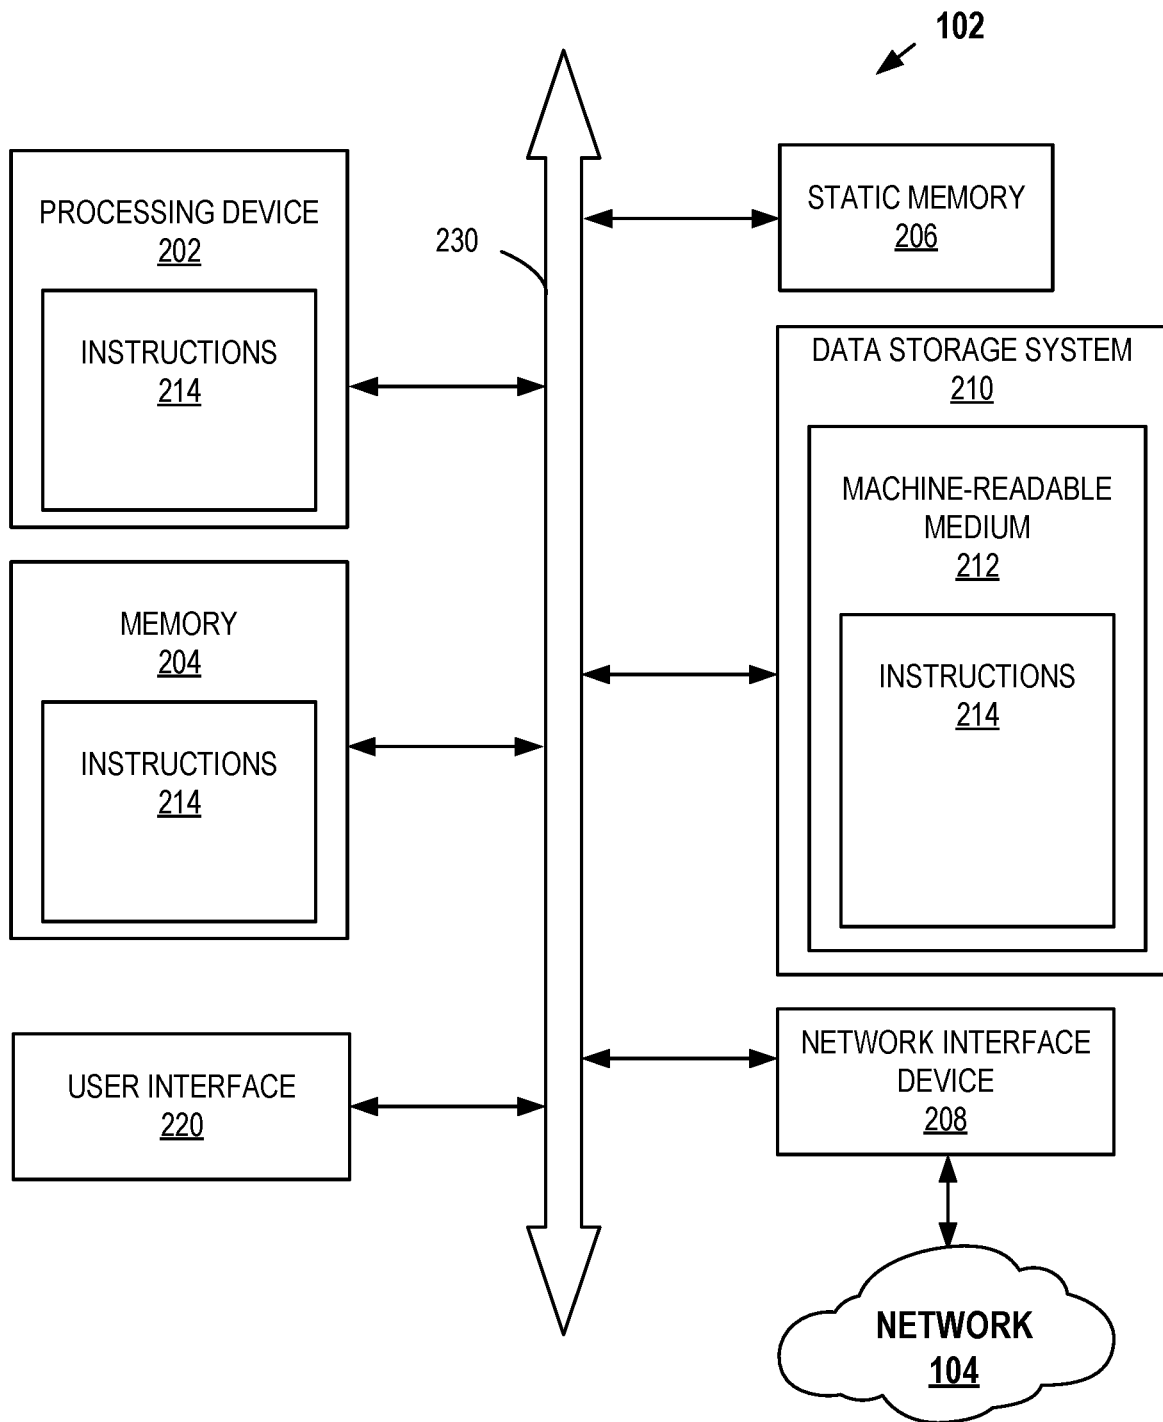 102
PROCESSING DEVICE
202
INSTRUCTIONS
214
230
STATIC MEMORY
206
DATA STORAGE SYSTEM
210
MACHINE-READABLE
MEDIUM
212
INSTRUCTIONS
214
MEMORY
204
INSTRUCTIONS
214
USER INTERFACE
220
NETWORK INTERFACE
DEVICE
208
NETWORK
104